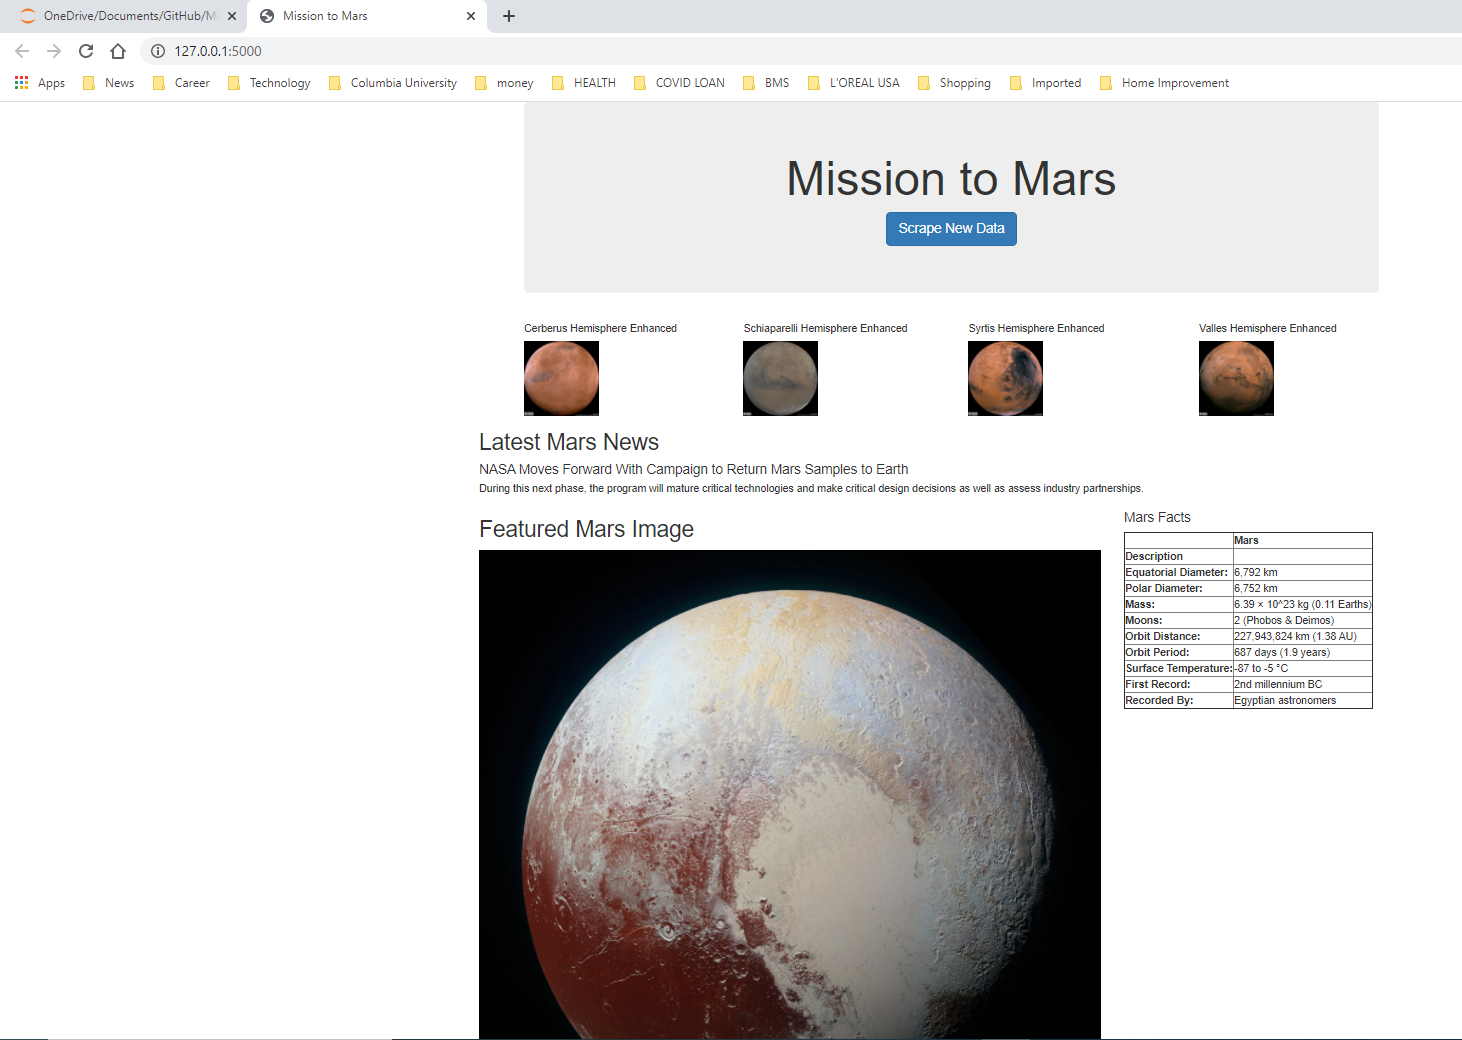 OneDrive/Documents/GitHub/Mi
Mission to Mars
127.0.0.1:5000
Apps News Career Technology Columbia University money HEALTH COVID LOAN BMS L'OREAL USA Shopping Imported Home Improvement
Mission to Mars
Scrape New Data
Cerberus Hemisphere Enhanced Schiaparelli Hemisphere Enhanced Syrtis Hemisphere Enhanced Valles Hemisphere Enhanced
Latest Mars News
NASA Moves Forward With Campaign to Return Mars Samples to Earth
During this next phase, the program will mature critical technologies and make critical design decisions as well as assess industry partnerships.
Featured Mars Image
Mars Facts
Mars
Description
Equatorial Diameter: 6,792 km
Polar Diameter: 6,752 km
Mass: 6.39 × 10^23 kg (0.11 Earths)
Moons: 2 (Phobos & Deimos)
Orbit Distance: 227,943,824 km (1.38 AU)
Orbit Period: 687 days (1.9 years)
Surface Temperature: -87 to -5 °C
First Record: 2nd millennium BC
Recorded By: Egyptian astronomers